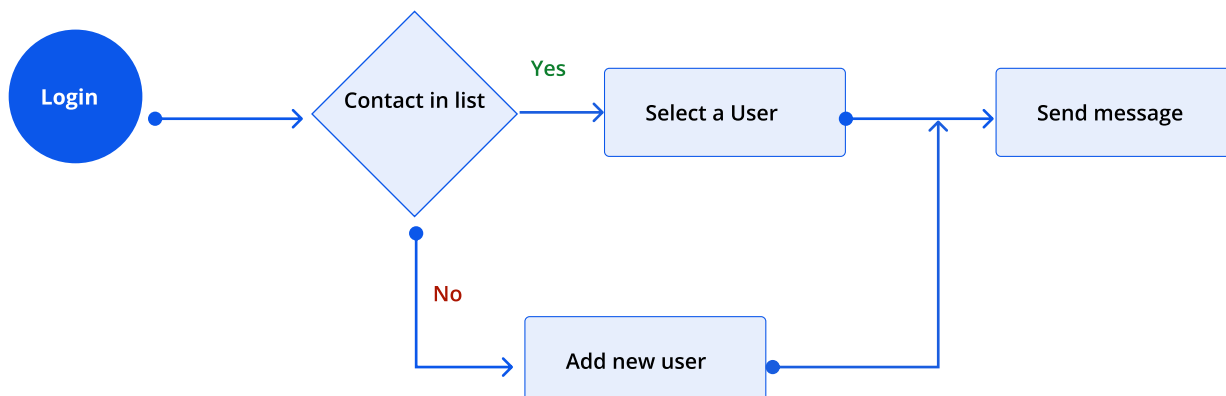 Login
Contact in list
Yes
Select a User
Send message
No
Add new user